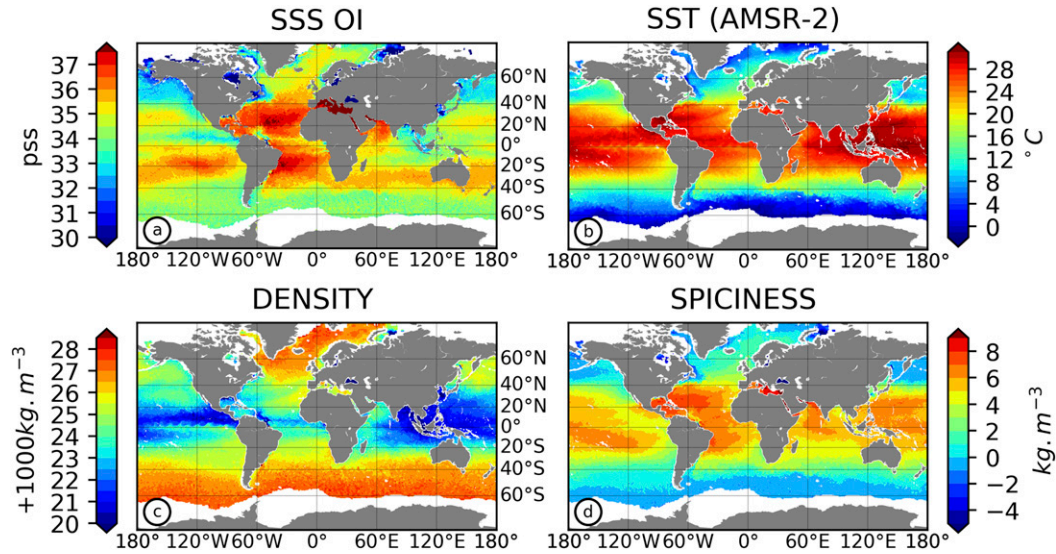 SSS OI
SST (AMSR-2)
37
36
35
34
33
32
31
30
pss
60°N
40°N
20°N
0°
20°S
40°S
60°S
28
24
20
16
12
8
4
0
°C
a
b
180° 120°W 60°W 0° 60°E 120°E 180°
180° 120°W 60°W 0° 60°E 120°E 180°
DENSITY
SPICINESS
28
27
26
25
24
23
22
21
20
+1000kg.m⁻³
60°N
40°N
20°N
0°
20°S
40°S
60°S
8
6
4
2
0
−2
−4
kg.m⁻³
c
d
180° 120°W 60°W 0° 60°E 120°E 180°
180° 120°W 60°W 0° 60°E 120°E 180°